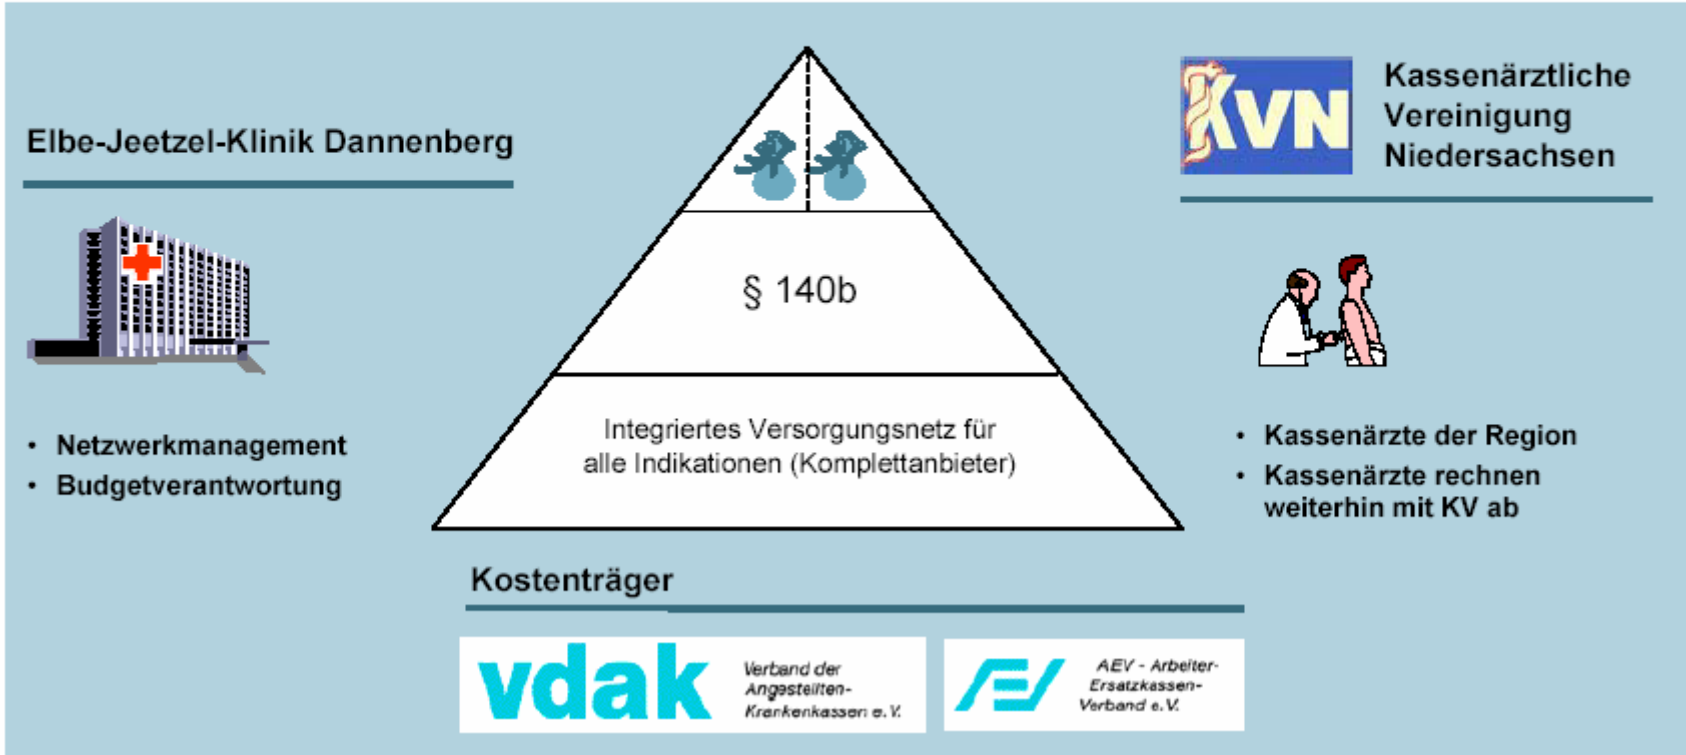 Elbe-Jeetzel-Klinik Dannenberg
• Netzwerkmanagement
• Budgetverantwortung
§ 140b
Integriertes Versorgungsnetz für
alle Indikationen (Komplettanbieter)
KVN
Kassenärztliche
Vereinigung
Niedersachsen
• Kassenärzte der Region
• Kassenärzte rechnen
weiterhin mit KV ab
Kostenträger
vdak
Verband der
Angestellten-
Krankenkassen e.V.
AEV - Arbeiter-
Ersatzkassen-
Verband e.V.